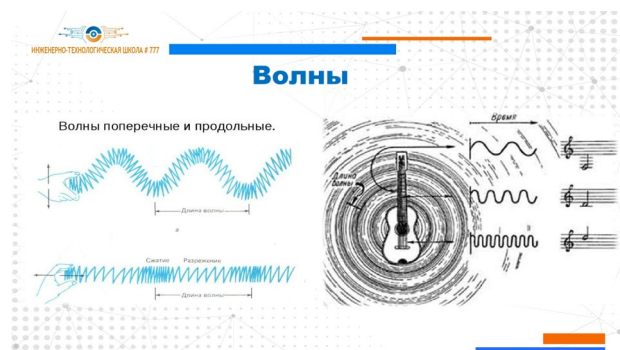 ИНЖЕНЕРНО-ТЕХНОЛОГИЧЕСКАЯ ШКОЛА # 777
Волны
Волны поперечные и продольные.
Длина волны
а
Сжатие Разрежение
Длина волны
Время
Длина
волны